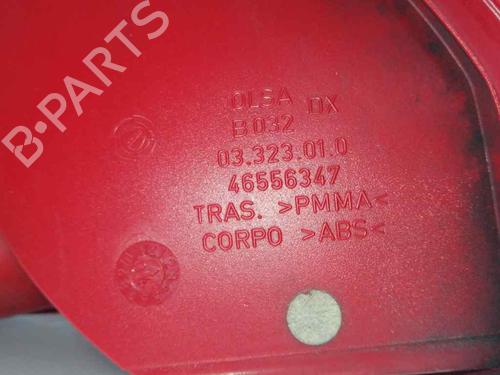 B-PARTS
OLSA DX
B032
03.323.01.0
46556347
TRAS. >PMMA<
CORPO >ABS<